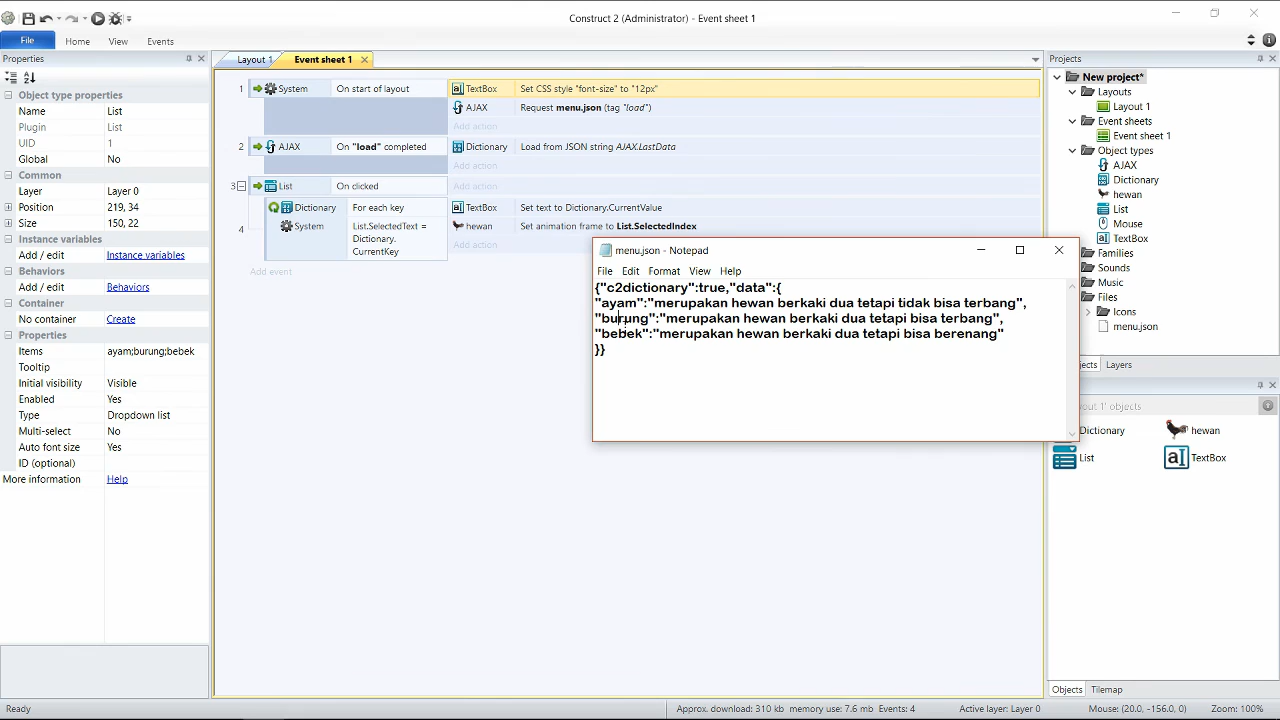 Construct 2 (Administrator) - Event sheet 1
File Home View Events
Properties
Layout 1 Event sheet 1
Projects
Object type properties
Name List
Plugin List
UID 1
Global No
Common
Layer Layer 0
Position 219, 34
Size 150, 22
Instance variables
Add / edit Instance variables
Behaviors
Add / edit Behaviors
Container
No container Create
Properties
Items ayam;burung;bebek
Tooltip
Initial visibility Visible
Enabled Yes
Type Dropdown list
Multi-select No
Auto font size Yes
ID (optional)
More information Help
1 System On start of layout TextBox Set CSS style "font-size" to "12px"
AJAX Request menu.json (tag "load")
Add action
2 AJAX On "load" completed Dictionary Load from JSON string AJAX.LastData
Add action
3 List On clicked Add action
4 Dictionary For each key TextBox Set text to Dictionary.CurrentValue
System List.SelectedText = Dictionary. CurrentKey hewan Set animation frame to List.SelectedIndex
Add action
Add event
menu.json - Notepad
File Edit Format View Help
{"c2dictionary":true,"data":{
"ayam":"merupakan hewan berkaki dua tetapi tidak bisa terbang",
"burung":"merupakan hewan berkaki dua tetapi bisa terbang",
"bebek":"merupakan hewan berkaki dua tetapi bisa berenang"
}}
New project*
Layouts
Layout 1
Event sheets
Event sheet 1
Object types
AJAX
Dictionary
hewan
List
Mouse
TextBox
Families
Sounds
Music
Files
Icons
menu.json
jects Layers
ayout 1' objects
Dictionary hewan
List TextBox
Objects Tilemap
Ready Approx. download: 310 kb memory use: 7.6 mb Events: 4 Active layer: Layer 0 Mouse: (20.0, -156.0, 0) Zoom: 100%